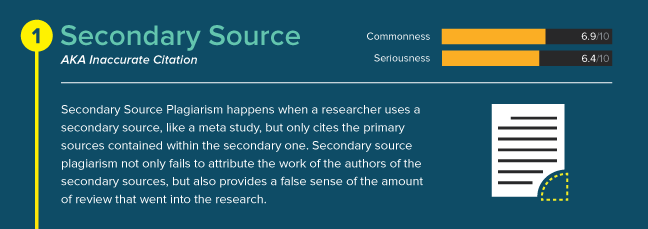 1 Secondary Source
AKA Inaccurate Citation
Commonness 6.9/10
Seriousness 6.4/10
Secondary Source Plagiarism happens when a researcher uses a
secondary source, like a meta study, but only cites the primary
sources contained within the secondary one. Secondary source
plagiarism not only fails to attribute the work of the authors of the
secondary sources, but also provides a false sense of the amount
of review that went into the research.